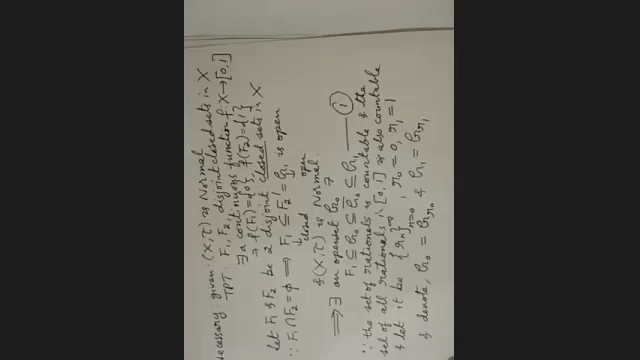 Necessary: given: (X,τ) is Normal
TPT: F₁, F₂, disjoint closed sets in X
∃ a continuous function f: X→[0,1]
∋ f(F₁)={0}, f(F₂)={1}
Let F₁ & F₂ be 2 disjoint closed sets in X
∵ F₁∩F₂=ϕ ⟹ F₁ ⊆ F₂' = G₁ is open
↓ closed ↓ open
& (X,τ) is Normal.
⟹ ∃ an open set G₀ ∋
F₁ ⊆ G₀ ⊆ G̅₀ ⊆ G₁ —— ①
∵ the set of rationals is countable & the
set of all rationals in [0,1] is also countable
& let it be {r_n}_{n=0}^∞, r₀=0, r₁=1
& denote, G₀ = G_{r₀} & G₁ = G_{r₁}